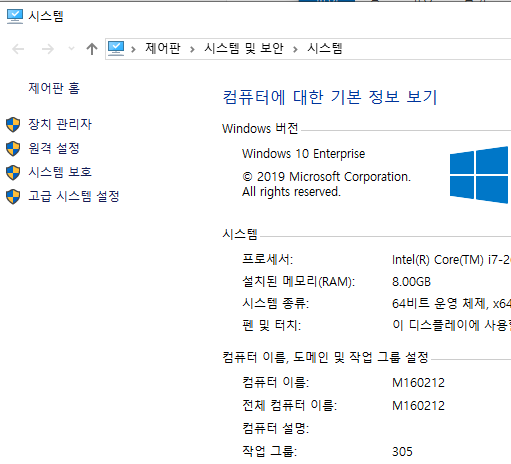 시스템
제어판 > 시스템 및 보안 > 시스템
제어판 홈
장치 관리자
원격 설정
시스템 보호
고급 시스템 설정
컴퓨터에 대한 기본 정보 보기
Windows 버전
Windows 10 Enterprise
© 2019 Microsoft Corporation.
All rights reserved.
시스템
프로세서: Intel(R) Core(TM)
설치된 메모리(RAM): 8.00GB
시스템 종류: 64비트 운영 체제, x64
펜 및 터치: 이 디스플레이에
컴퓨터 이름, 도메인 및 작업 그룹 설정
컴퓨터 이름: M160212
전체 컴퓨터 이름: M160212
컴퓨터 설명:
작업 그룹: 305